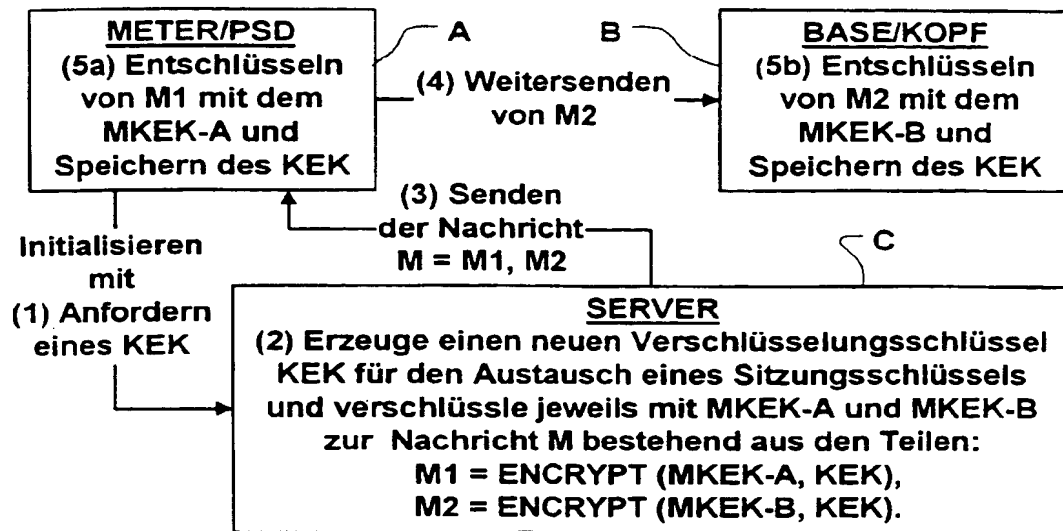 METER/PSD
(5a) Entschlüsseln
von M1 mit dem
MKEK-A und
Speichern des KEK
A
B
BASE/KOPF
(5b) Entschlüsseln
von M2 mit dem
MKEK-B und
Speichern des KEK
(4) Weitersenden
von M2
(3) Senden
der Nachricht
M = M1, M2
Initialisieren
mit
(1) Anfordern
eines KEK
C
SERVER
(2) Erzeuge einen neuen Verschlüsselungsschlüssel
KEK für den Austausch eines Sitzungsschlüssels
und verschlüssle jeweils mit MKEK-A und MKEK-B
zur Nachricht M bestehend aus den Teilen:
M1 = ENCRYPT (MKEK-A, KEK),
M2 = ENCRYPT (MKEK-B, KEK).